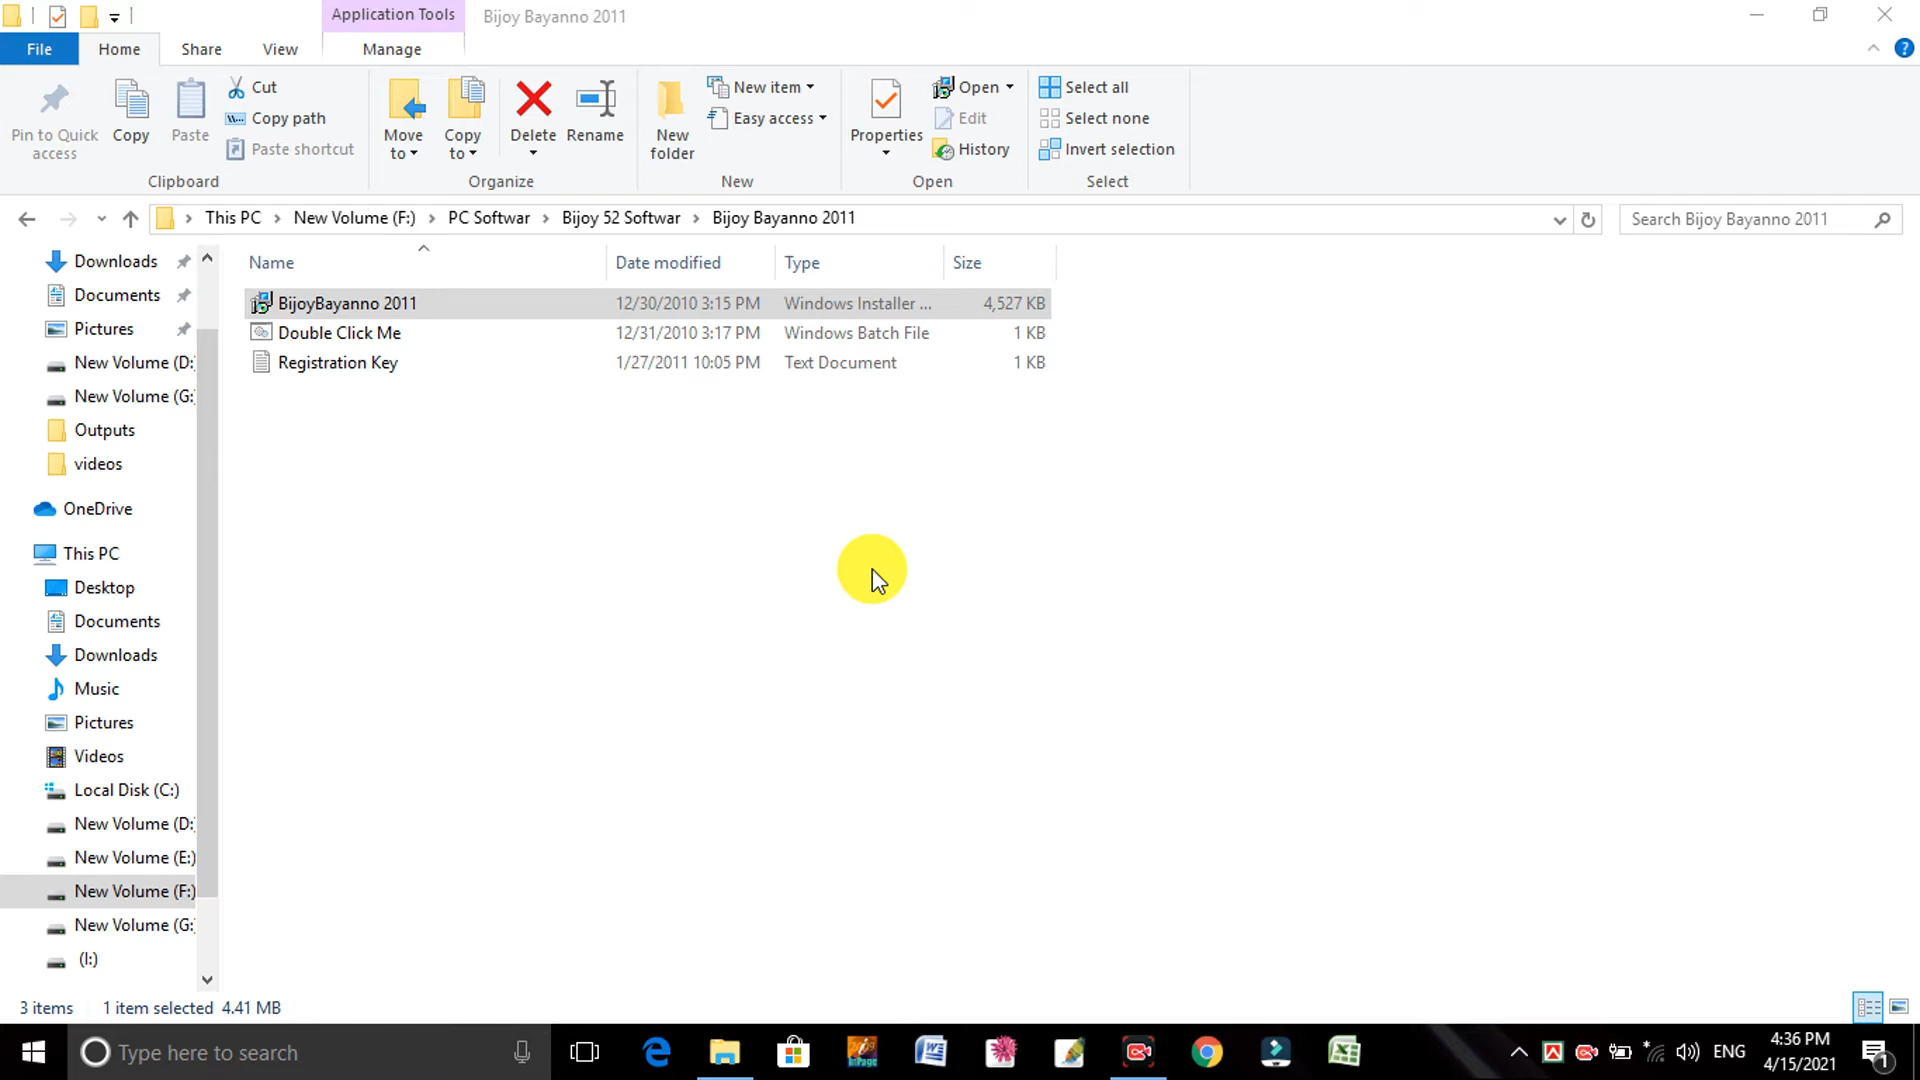 Application Tools
Bijoy Bayanno 2011
File
Home
Share
View
Manage
Pin to Quick access
Copy
Paste
Cut
Copy path
Paste shortcut
Clipboard
Move to
Copy to
Delete
Rename
Organize
New folder
New item
Easy access
New
Properties
Open
Edit
History
Open
Select all
Select none
Invert selection
Select
This PC
New Volume (F:)
PC Softwar
Bijoy 52 Softwar
Bijoy Bayanno 2011
Search Bijoy Bayanno 2011
Name
Date modified
Type
Size
BijoyBayanno 2011 12/30/2010 3:15 PM Windows Installer ... 4,527 KB
Double Click Me 12/31/2010 3:17 PM Windows Batch File 1 KB
Registration Key 1/27/2011 10:05 PM Text Document 1 KB
Downloads
Documents
Pictures
New Volume (D:
New Volume (G:
Outputs
videos
OneDrive
This PC
Desktop
Documents
Downloads
Music
Pictures
Videos
Local Disk (C:)
New Volume (D:
New Volume (E:)
New Volume (F:)
New Volume (G:
(I:)
3 items
1 item selected 4.41 MB
Type here to search
ENG
4:36 PM
4/15/2021
1